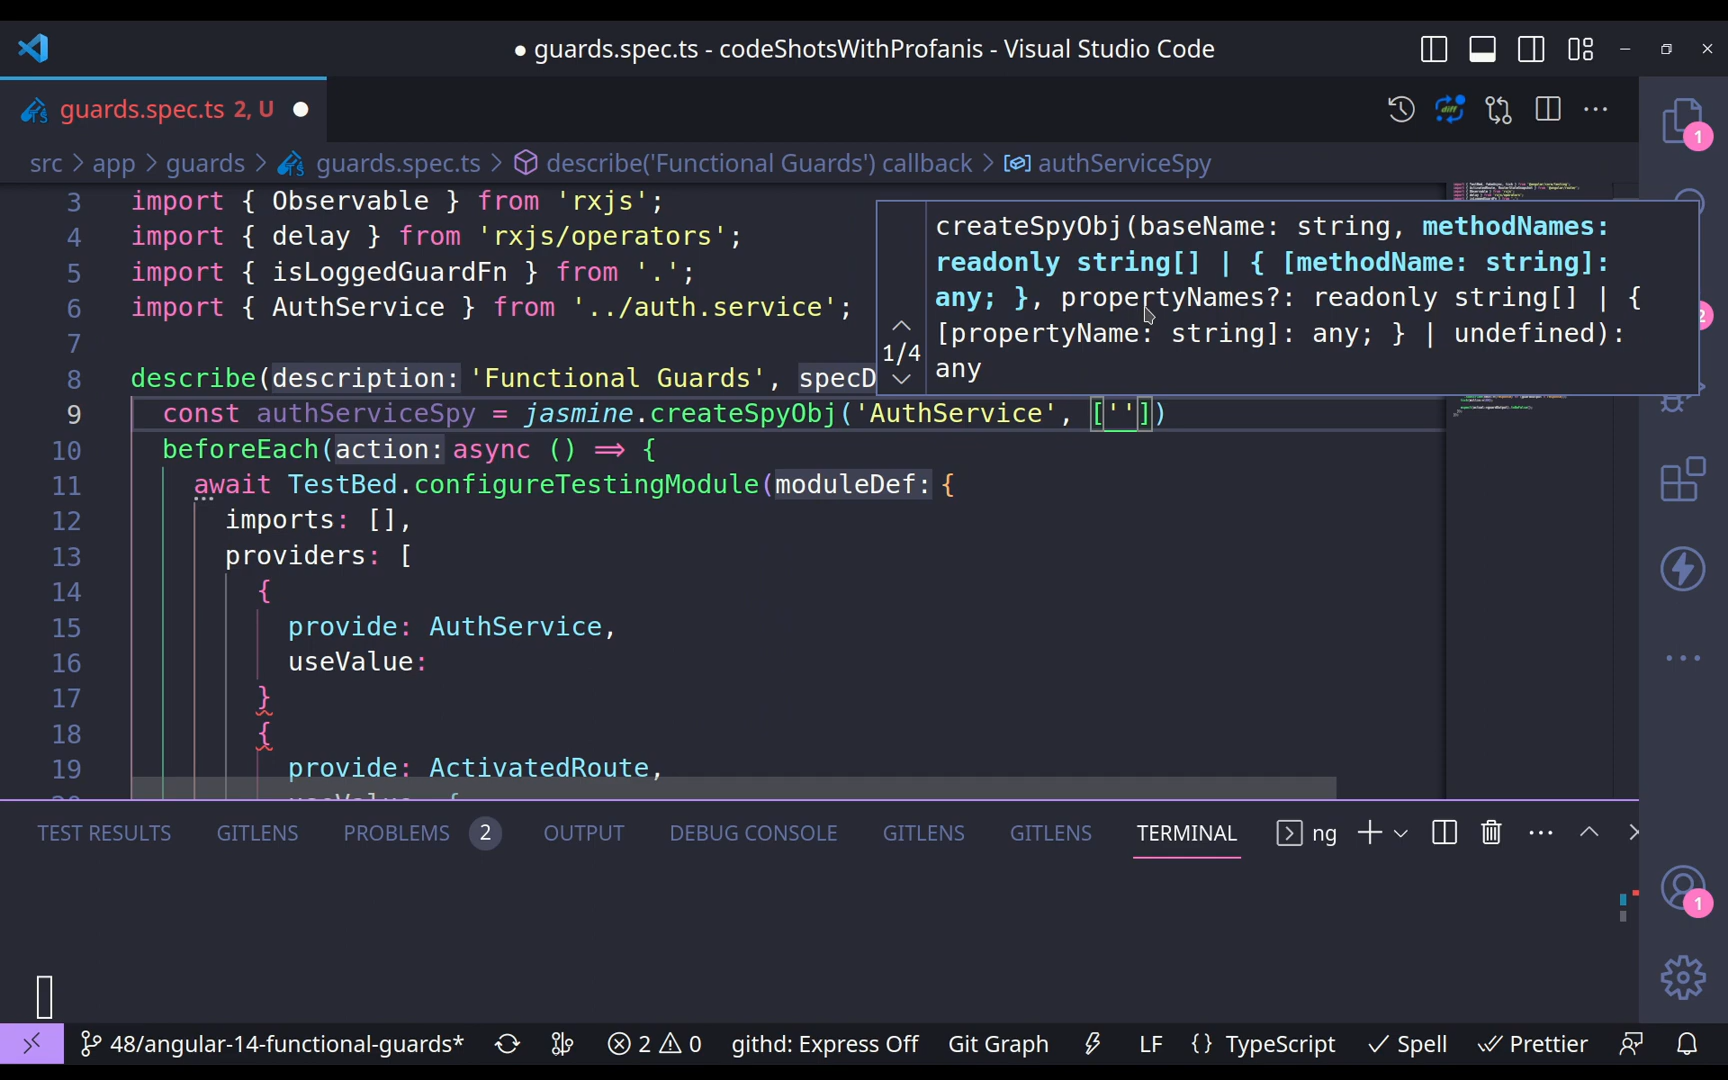 ● guards.spec.ts - codeShotsWithProfanis - Visual Studio Code
guards.spec.ts 2, U
src > app > guards > guards.spec.ts > describe('Functional Guards') callback > authServiceSpy
3 import { Observable } from 'rxjs';
4 import { delay } from 'rxjs/operators';
5 import { isLoggedGuardFn } from '.';
6 import { AuthService } from '../auth.service';
7
createSpyObj(baseName: string, methodNames:
readonly string[] | { [methodName: string]:
any; }, propertyNames?: readonly string[] | {
[propertyName: string]: any; } | undefined):
any
1/4
8 describe(description: 'Functional Guards', specD
9 const authServiceSpy = jasmine.createSpyObj('AuthService', [''])
10 beforeEach(action: async () => {
11 await TestBed.configureTestingModule(moduleDef: {
12 imports: [],
13 providers: [
14 {
15 provide: AuthService,
16 useValue:
17 }
18 {
19 provide: ActivatedRoute,
1
2
TEST RESULTS GITLENS PROBLEMS 2 OUTPUT DEBUG CONSOLE GITLENS GITLENS TERMINAL ng
1
48/angular-14-functional-guards* 2 0 githd: Express Off Git Graph LF {} TypeScript Spell Prettier